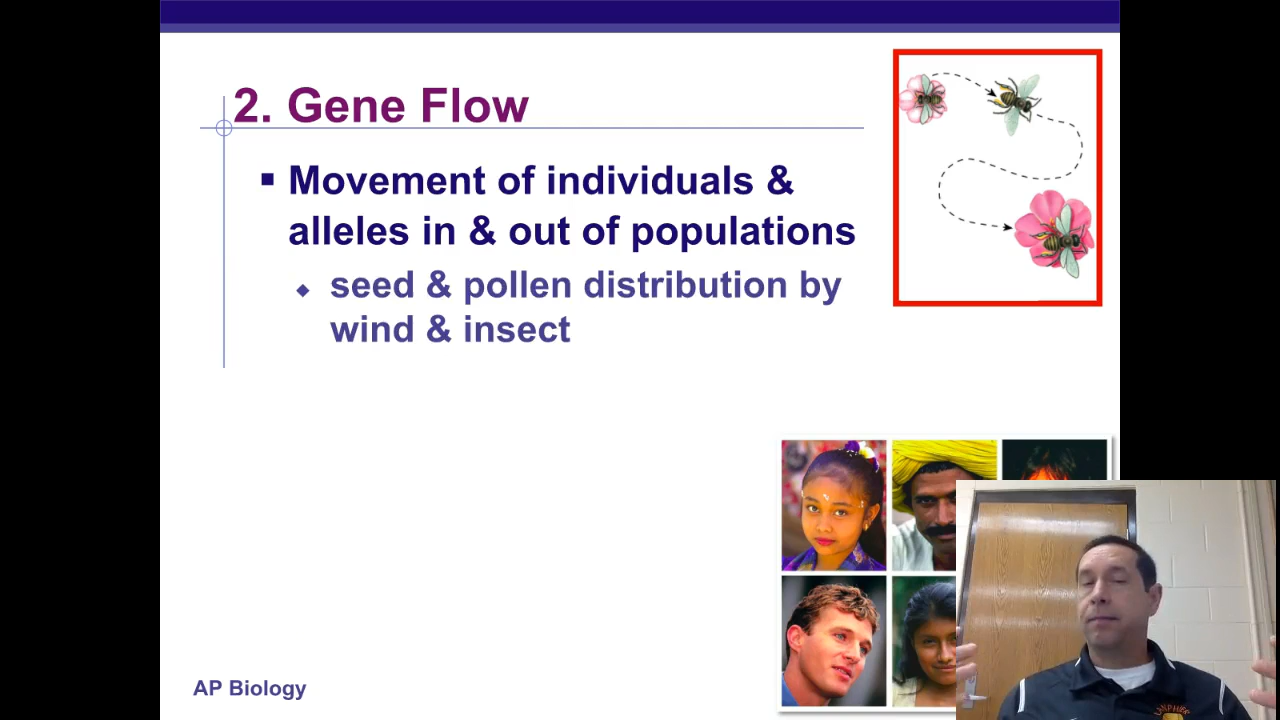 2. Gene Flow
▪ Movement of individuals &
alleles in & out of populations
◆ seed & pollen distribution by
wind & insect
AP Biology
LANPHIER